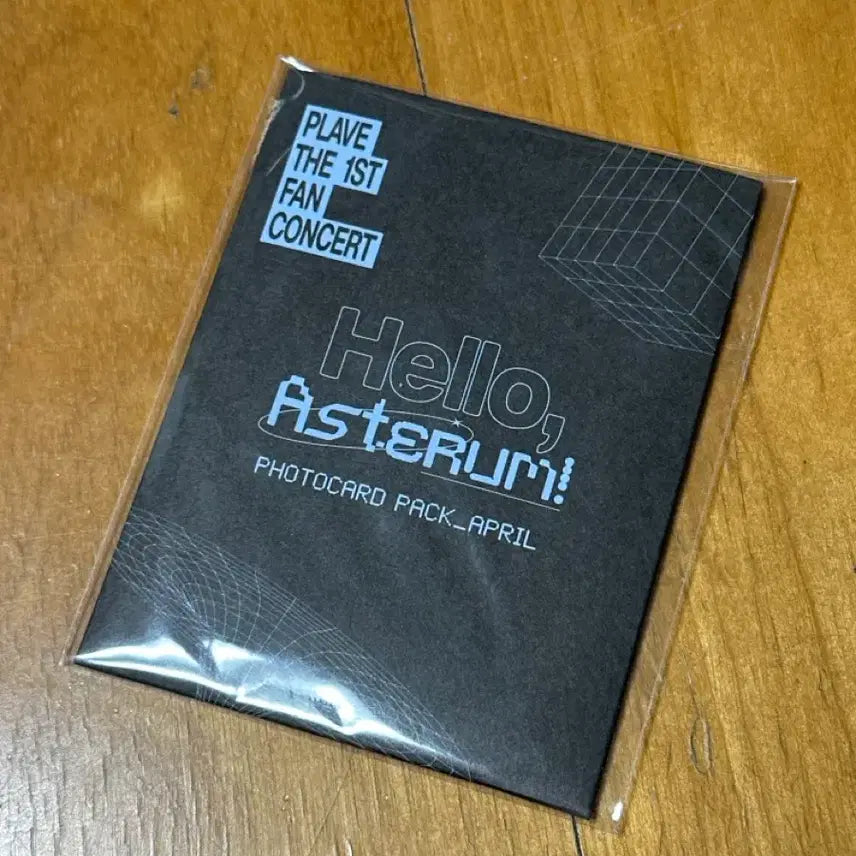 PLAVE
THE 1ST
FAN
CONCERT
Hello,
Asterum!
PHOTOCARD PACK_APRIL